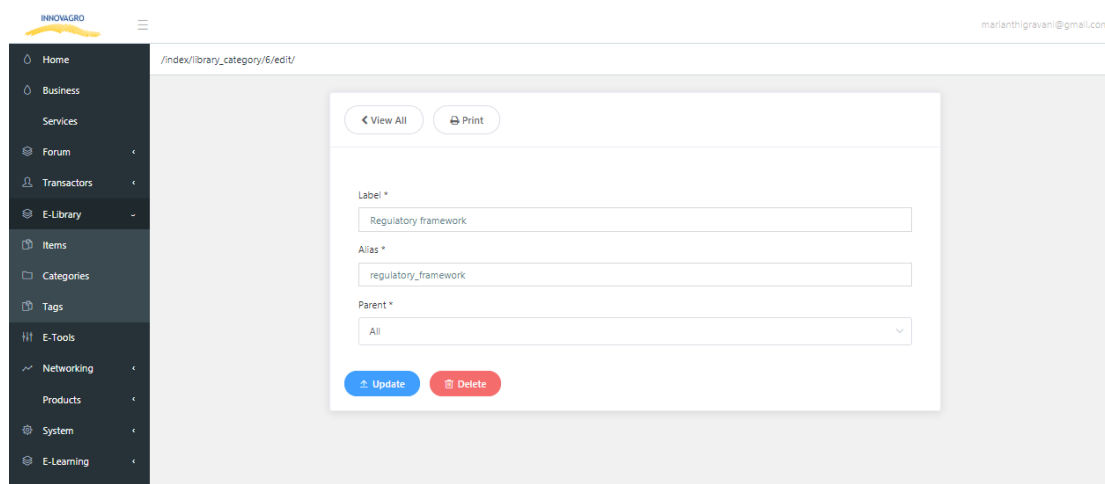 INNOVAGRO
marianthigravani@gmail.com
Home
/index/library_category/6/edit/
Business
Services
Forum
Transactors
E-Library
Items
Categories
Tags
E-Tools
Networking
Products
System
E-Learning
View All
Print
Label *
Regulatory framework
Alias *
regulatory_framework
Parent *
All
Update
Delete